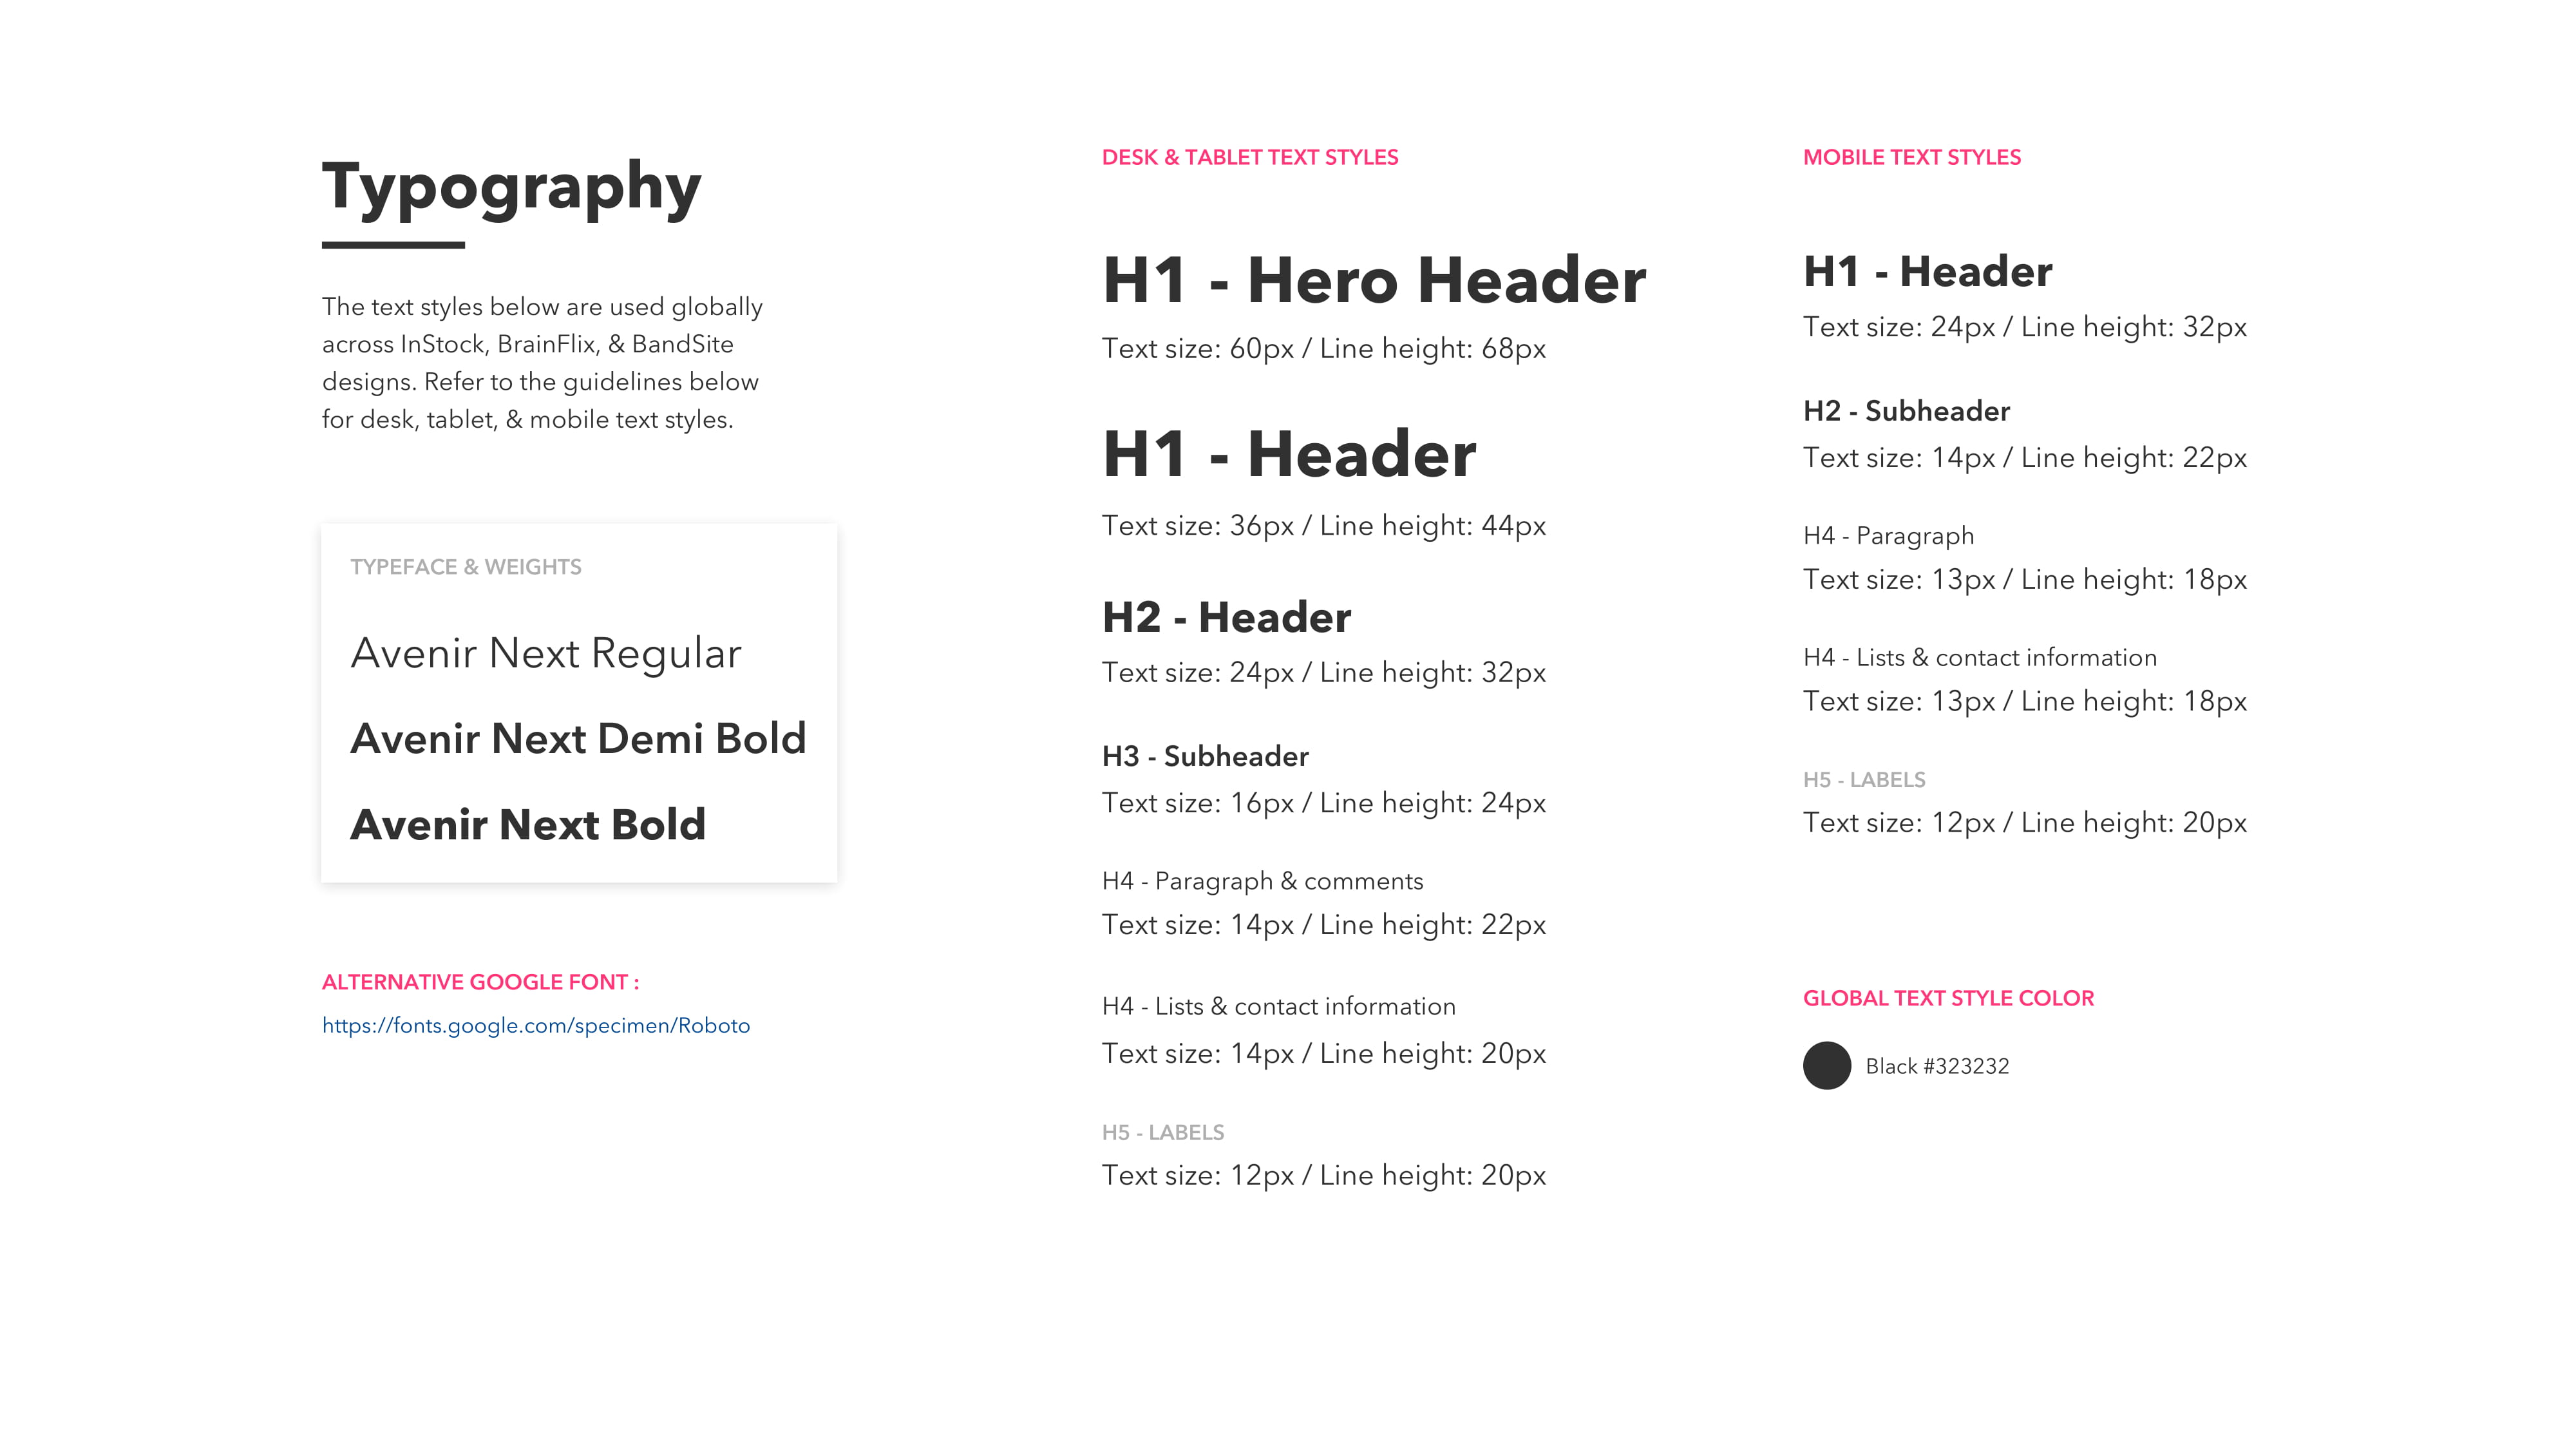 Typography
The text styles below are used globally
across InStock, BrainFlix, & BandSite
designs. Refer to the guidelines below
for desk, tablet, & mobile text styles.
TYPEFACE & WEIGHTS
Avenir Next Regular
Avenir Next Demi Bold
Avenir Next Bold
ALTERNATIVE GOOGLE FONT :
https://fonts.google.com/specimen/Roboto
DESK & TABLET TEXT STYLES
H1 - Hero Header
Text size: 60px / Line height: 68px
H1 - Header
Text size: 36px / Line height: 44px
H2 - Header
Text size: 24px / Line height: 32px
H3 - Subheader
Text size: 16px / Line height: 24px
H4 - Paragraph & comments
Text size: 14px / Line height: 22px
H4 - Lists & contact information
Text size: 14px / Line height: 20px
H5 - LABELS
Text size: 12px / Line height: 20px
MOBILE TEXT STYLES
H1 - Header
Text size: 24px / Line height: 32px
H2 - Subheader
Text size: 14px / Line height: 22px
H4 - Paragraph
Text size: 13px / Line height: 18px
H4 - Lists & contact information
Text size: 13px / Line height: 18px
H5 - LABELS
Text size: 12px / Line height: 20px
GLOBAL TEXT STYLE COLOR
Black #323232